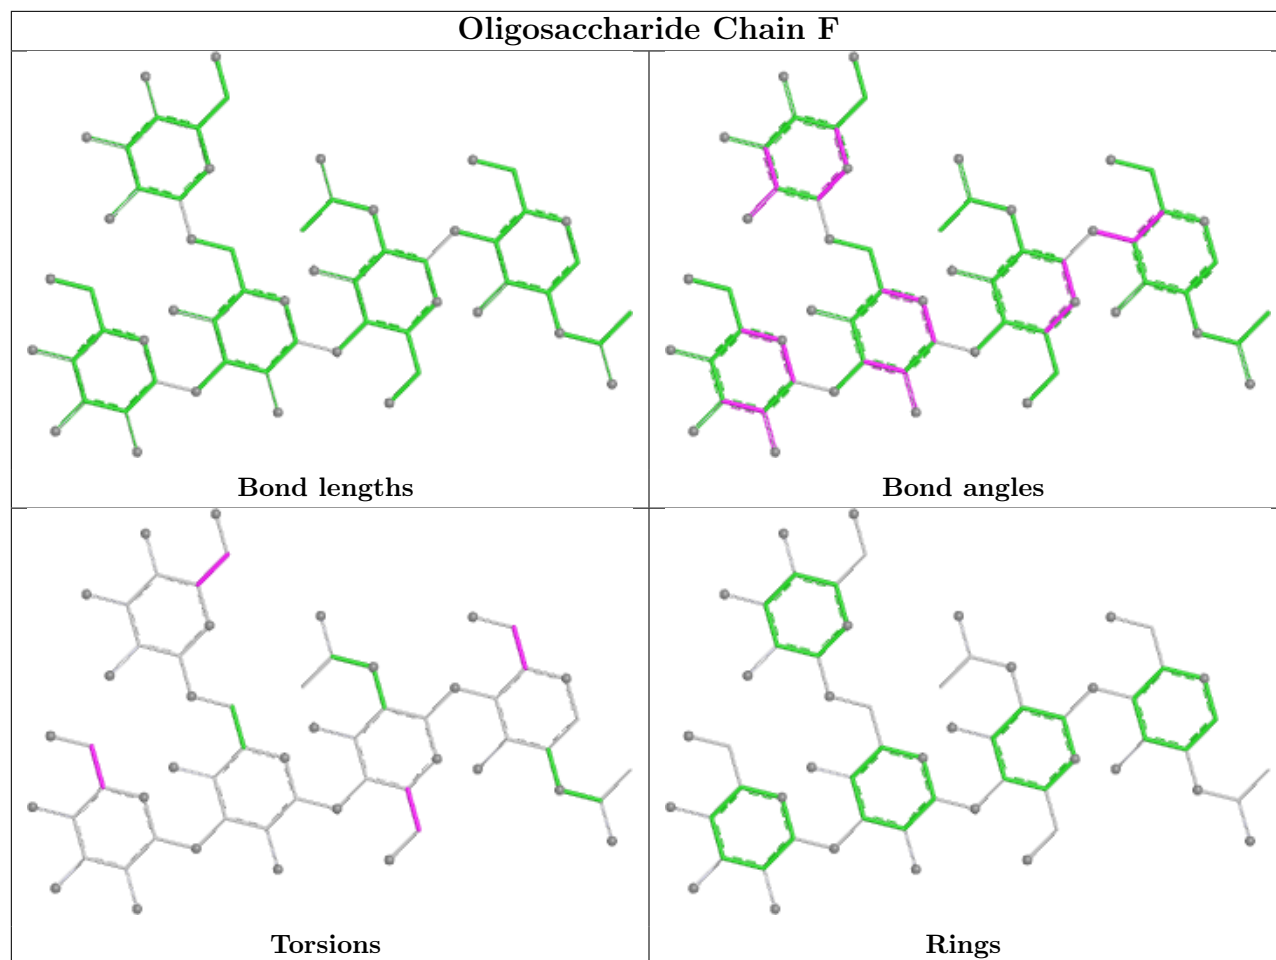 Oligosaccharide Chain F
Bond lengths
Bond angles
Torsions
Rings